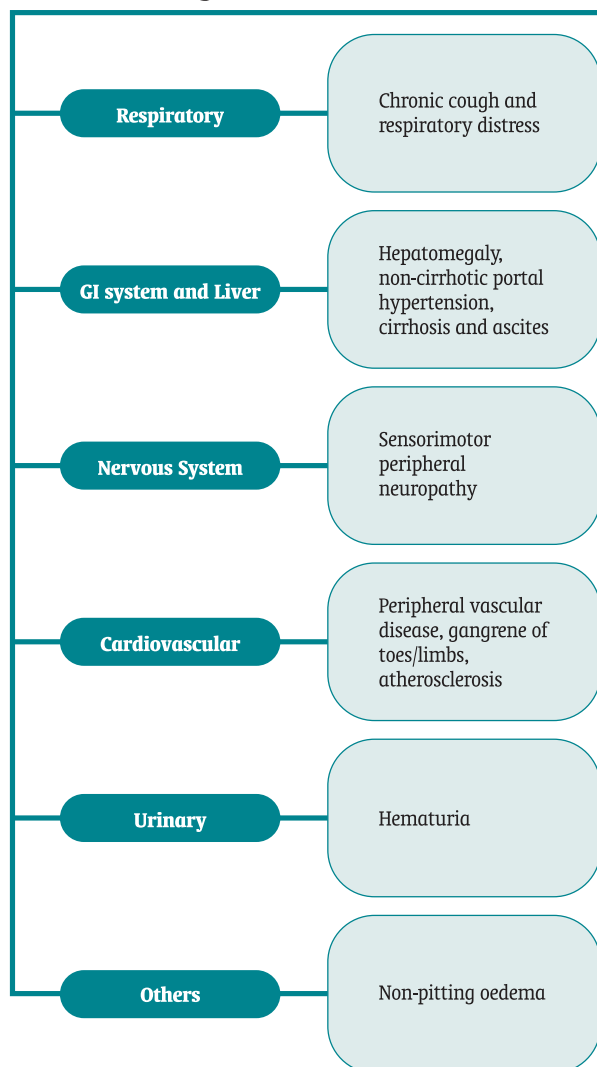 Respiratory
Chronic cough and
respiratory distress
GI system and Liver
Hepatomegaly,
non-cirrhotic portal
hypertension,
cirrhosis and ascites
Nervous System
Sensorimotor
peripheral
neuropathy
Cardiovascular
Peripheral vascular
disease, gangrene of
toes/limbs,
atherosclerosis
Urinary
Hematuria
Others
Non-pitting oedema